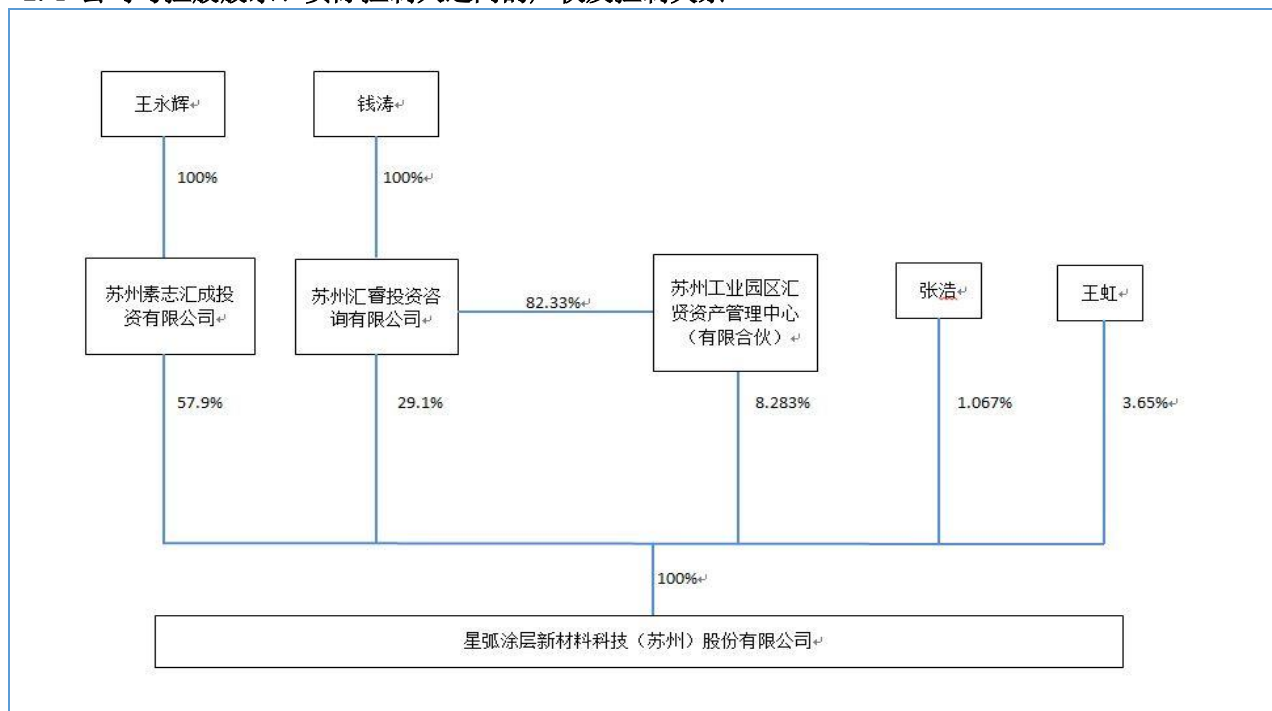 王永辉
钱涛
100%
100%
苏州素志汇成投
资有限公司
苏州汇睿投资咨
询有限公司
82.33%
苏州工业园区汇
贤资产管理中心
（有限合伙）
张浩
王虹
57.9%
29.1%
8.283%
1.067%
3.65%
100%
星弧涂层新材料科技（苏州）股份有限公司